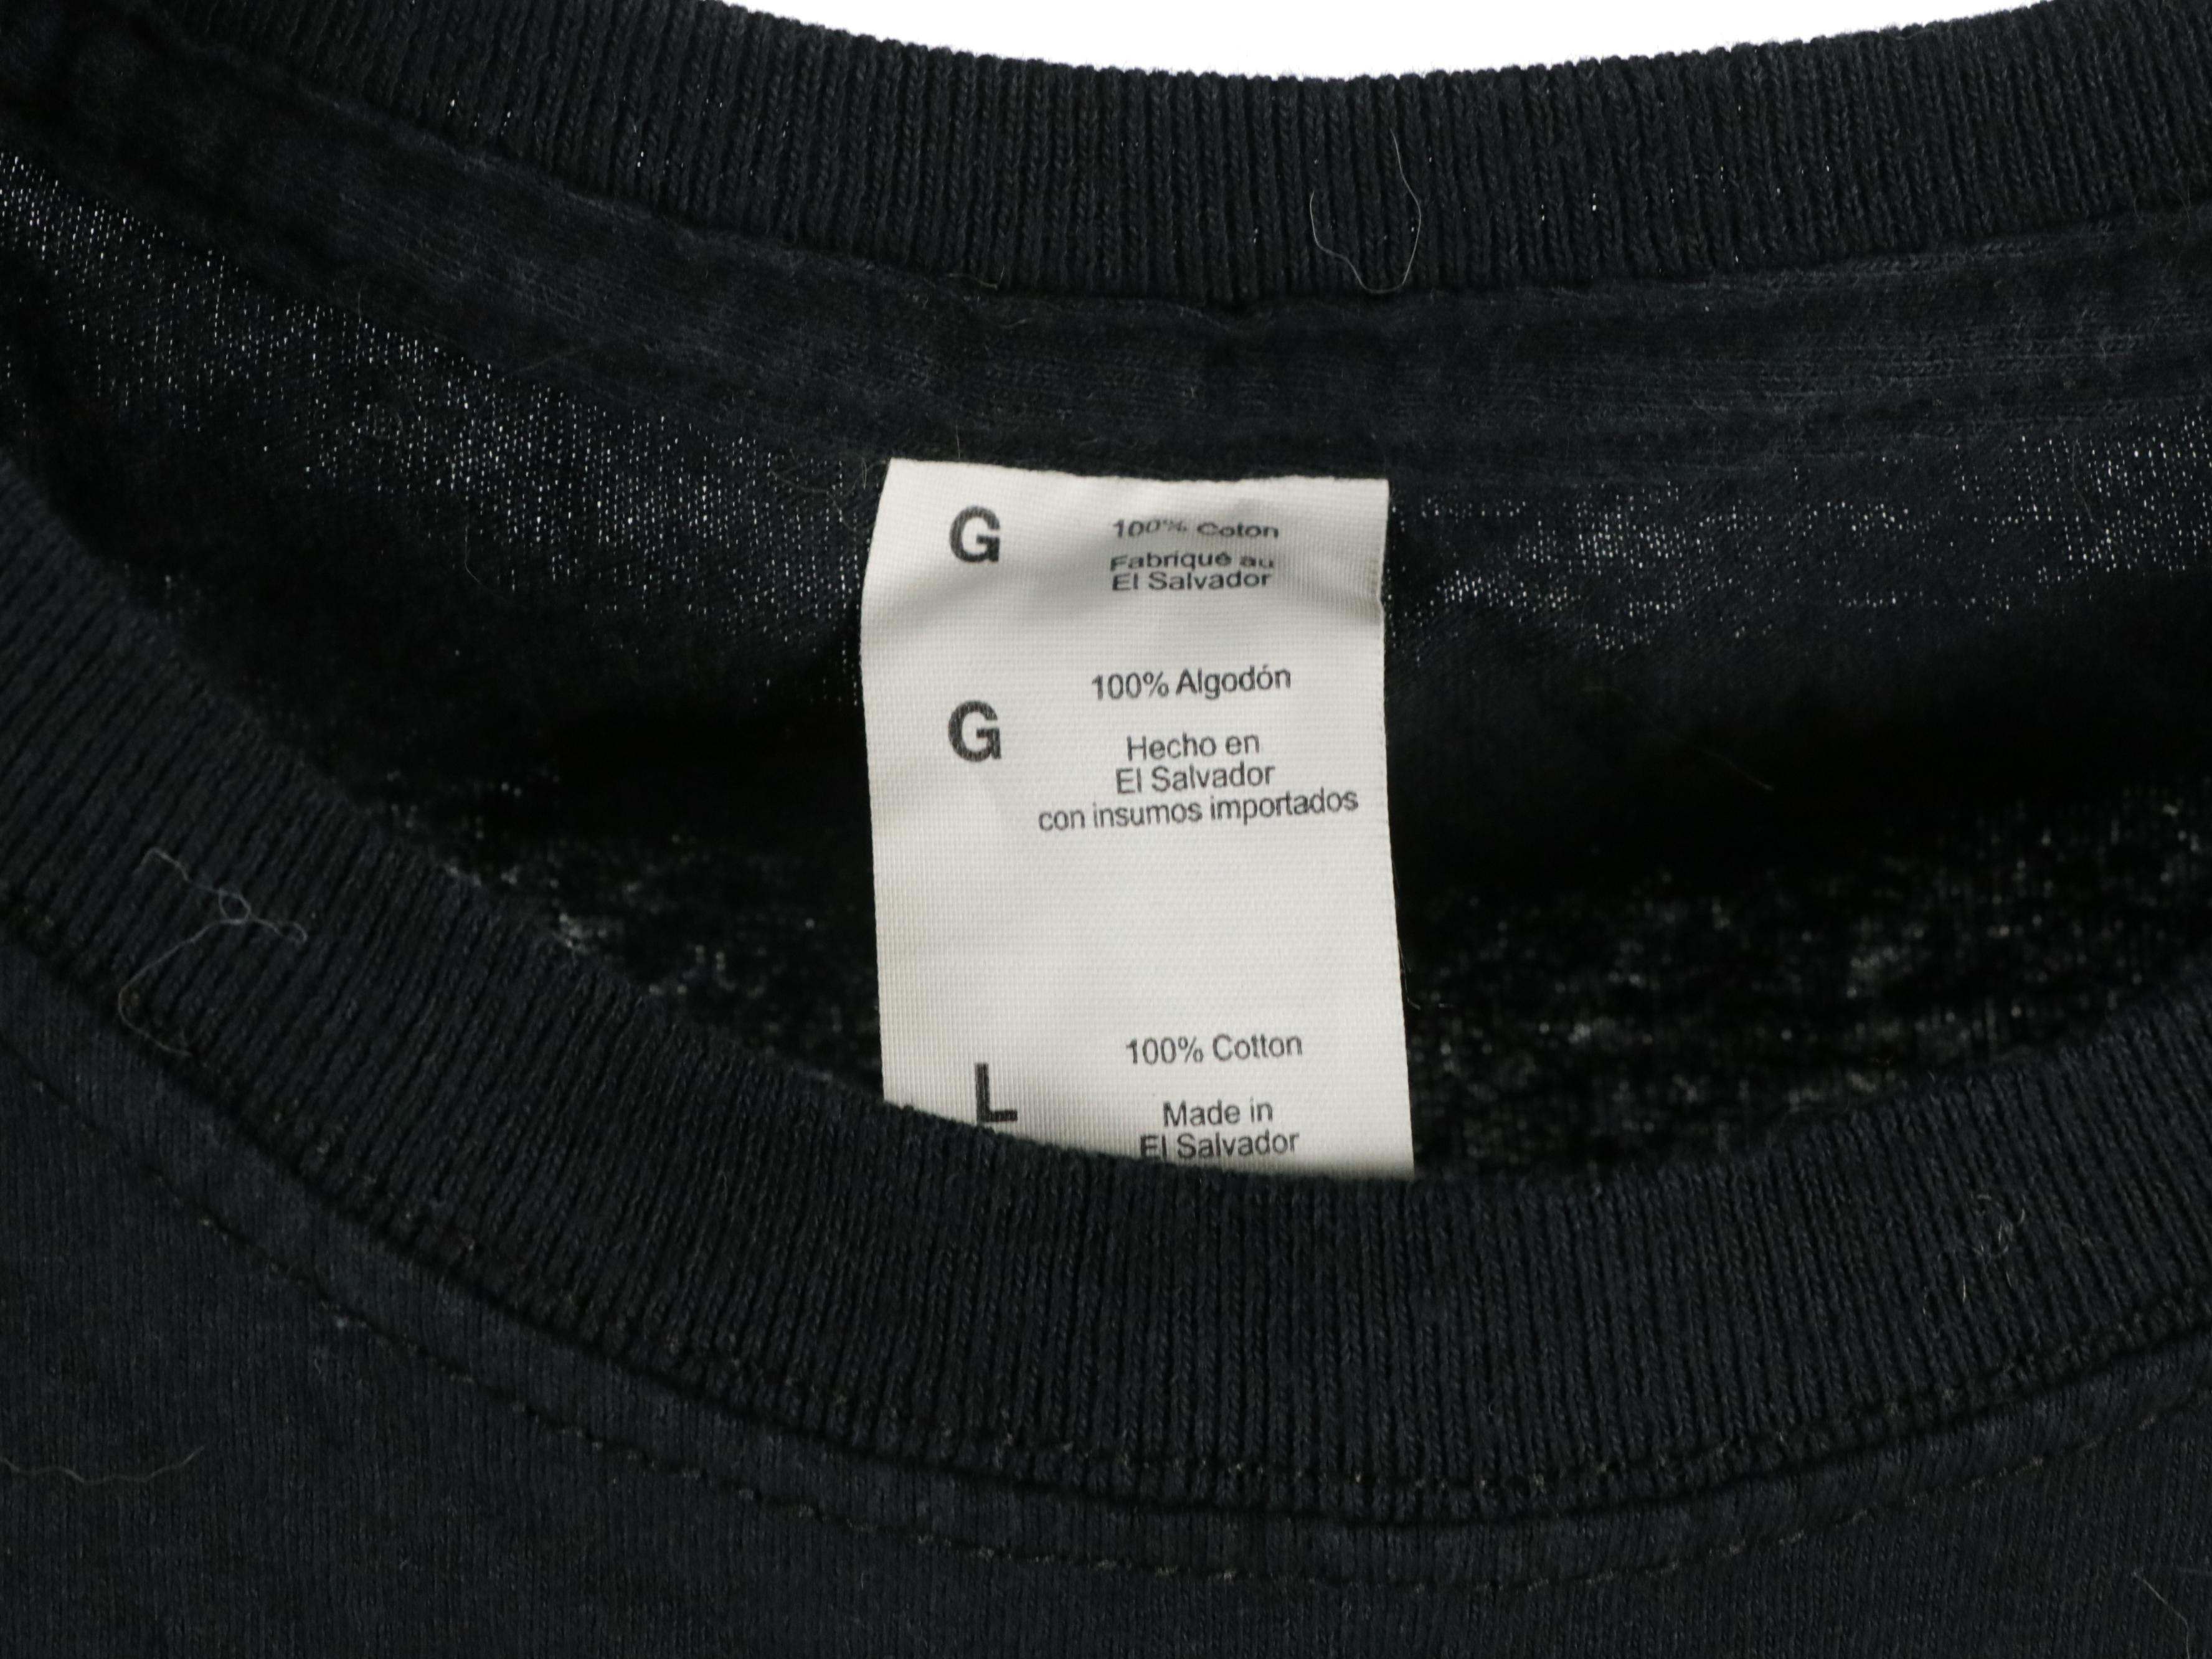 G
100% Coton
Fabriqué au
El Salvador
100% Algodón
G
Hecho en
El Salvador
con insumos importados
100% Cotton
L
Made in
El Salvador